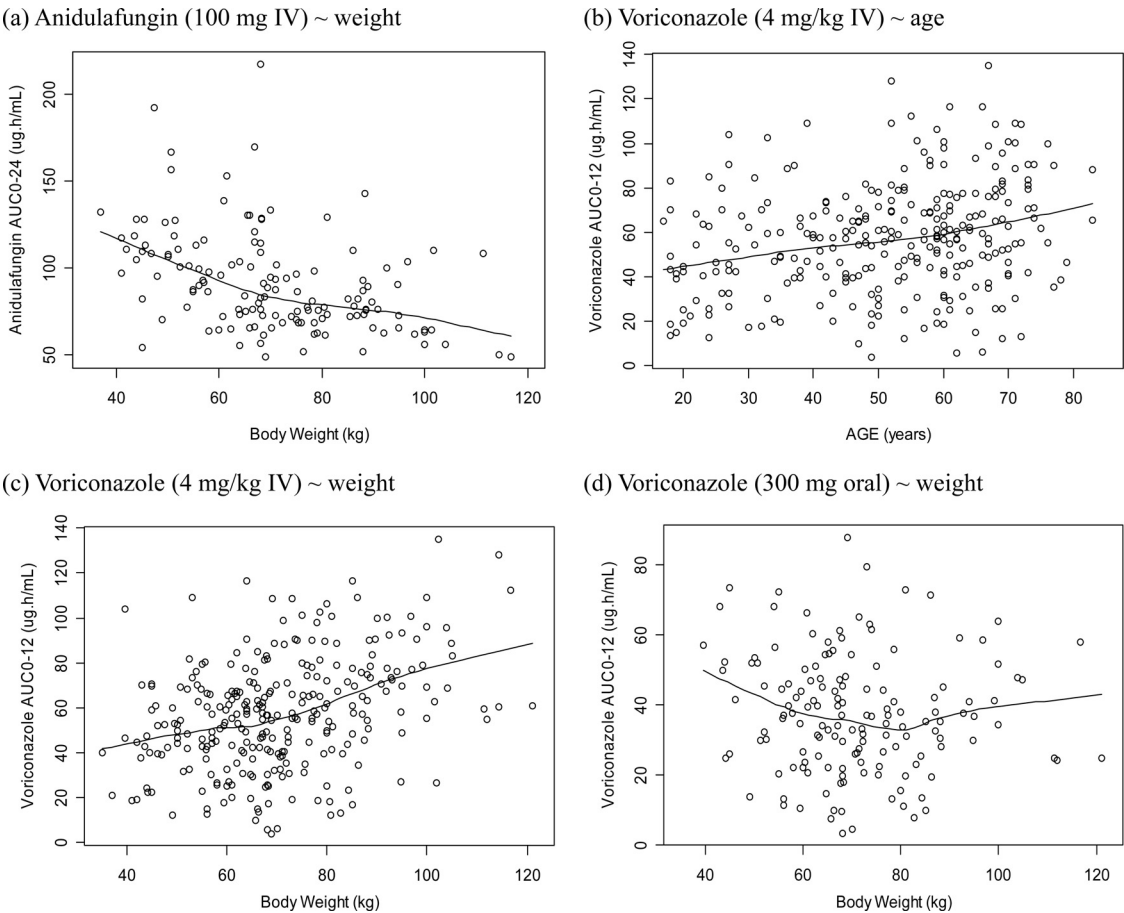 (a) Anidulafungin (100 mg IV) ~ weight
Anidulafungin AUC0-24 (ug.h/mL)
200
150
100
50
40 60 80 100 120
Body Weight (kg)
(b) Voriconazole (4 mg/kg IV) ~ age
Voriconazole AUC0-12 (ug.h/mL)
140
120
100
80
60
40
20
0
20 30 40 50 60 70 80
AGE (years)
(c) Voriconazole (4 mg/kg IV) ~ weight
Voriconazole AUC0-12 (ug.h/mL)
140
120
100
80
60
40
20
0
40 60 80 100 120
Body Weight (kg)
(d) Voriconazole (300 mg oral) ~ weight
Voriconazole AUC0-12 (ug.h/mL)
80
60
40
20
0
40 60 80 100 120
Body Weight (kg)